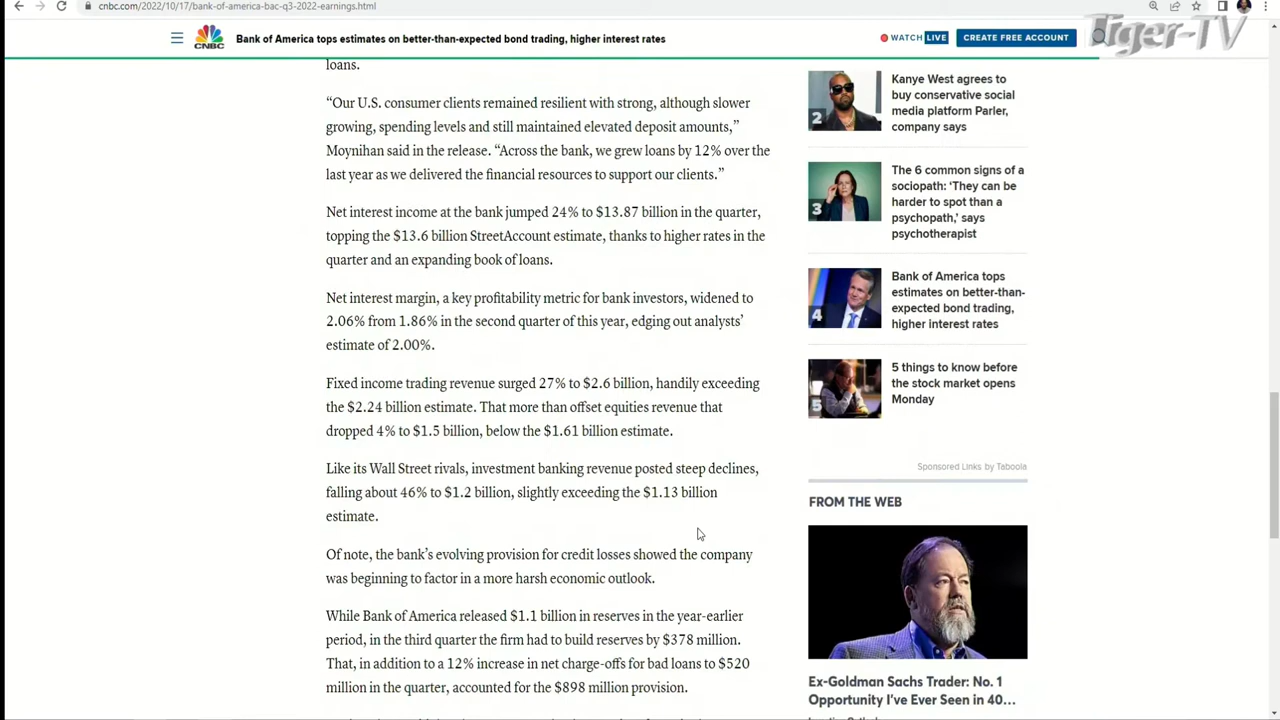 cnbc.com/2022/10/17/bank-of-america-bac-q3-2022-earnings.html
CNBC
Bank of America tops estimates on better-than-expected bond trading, higher interest rates
WATCH LIVE
CREATE FREE ACCOUNT
Tiger-TV
loans.
“Our U.S. consumer clients remained resilient with strong, although slower
growing, spending levels and still maintained elevated deposit amounts,”
Moynihan said in the release. “Across the bank, we grew loans by 12% over the
last year as we delivered the financial resources to support our clients.”
Net interest income at the bank jumped 24% to $13.87 billion in the quarter,
topping the $13.6 billion StreetAccount estimate, thanks to higher rates in the
quarter and an expanding book of loans.
Net interest margin, a key profitability metric for bank investors, widened to
2.06% from 1.86% in the second quarter of this year, edging out analysts’
estimate of 2.00%.
Fixed income trading revenue surged 27% to $2.6 billion, handily exceeding
the $2.24 billion estimate. That more than offset equities revenue that
dropped 4% to $1.5 billion, below the $1.61 billion estimate.
Like its Wall Street rivals, investment banking revenue posted steep declines,
falling about 46% to $1.2 billion, slightly exceeding the $1.13 billion
estimate.
Of note, the bank’s evolving provision for credit losses showed the company
was beginning to factor in a more harsh economic outlook.
While Bank of America released $1.1 billion in reserves in the year-earlier
period, in the third quarter the firm had to build reserves by $378 million.
That, in addition to a 12% increase in net charge-offs for bad loans to $520
million in the quarter, accounted for the $898 million provision.
2
Kanye West agrees to
buy conservative social
media platform Parler,
company says
3
The 6 common signs of a
sociopath: ‘They can be
harder to spot than a
psychopath,’ says
psychotherapist
4
Bank of America tops
estimates on better-than-
expected bond trading,
higher interest rates
5
5 things to know before
the stock market opens
Monday
Sponsored Links by Taboola
FROM THE WEB
Ex-Goldman Sachs Trader: No. 1
Opportunity I’ve Ever Seen in 40...